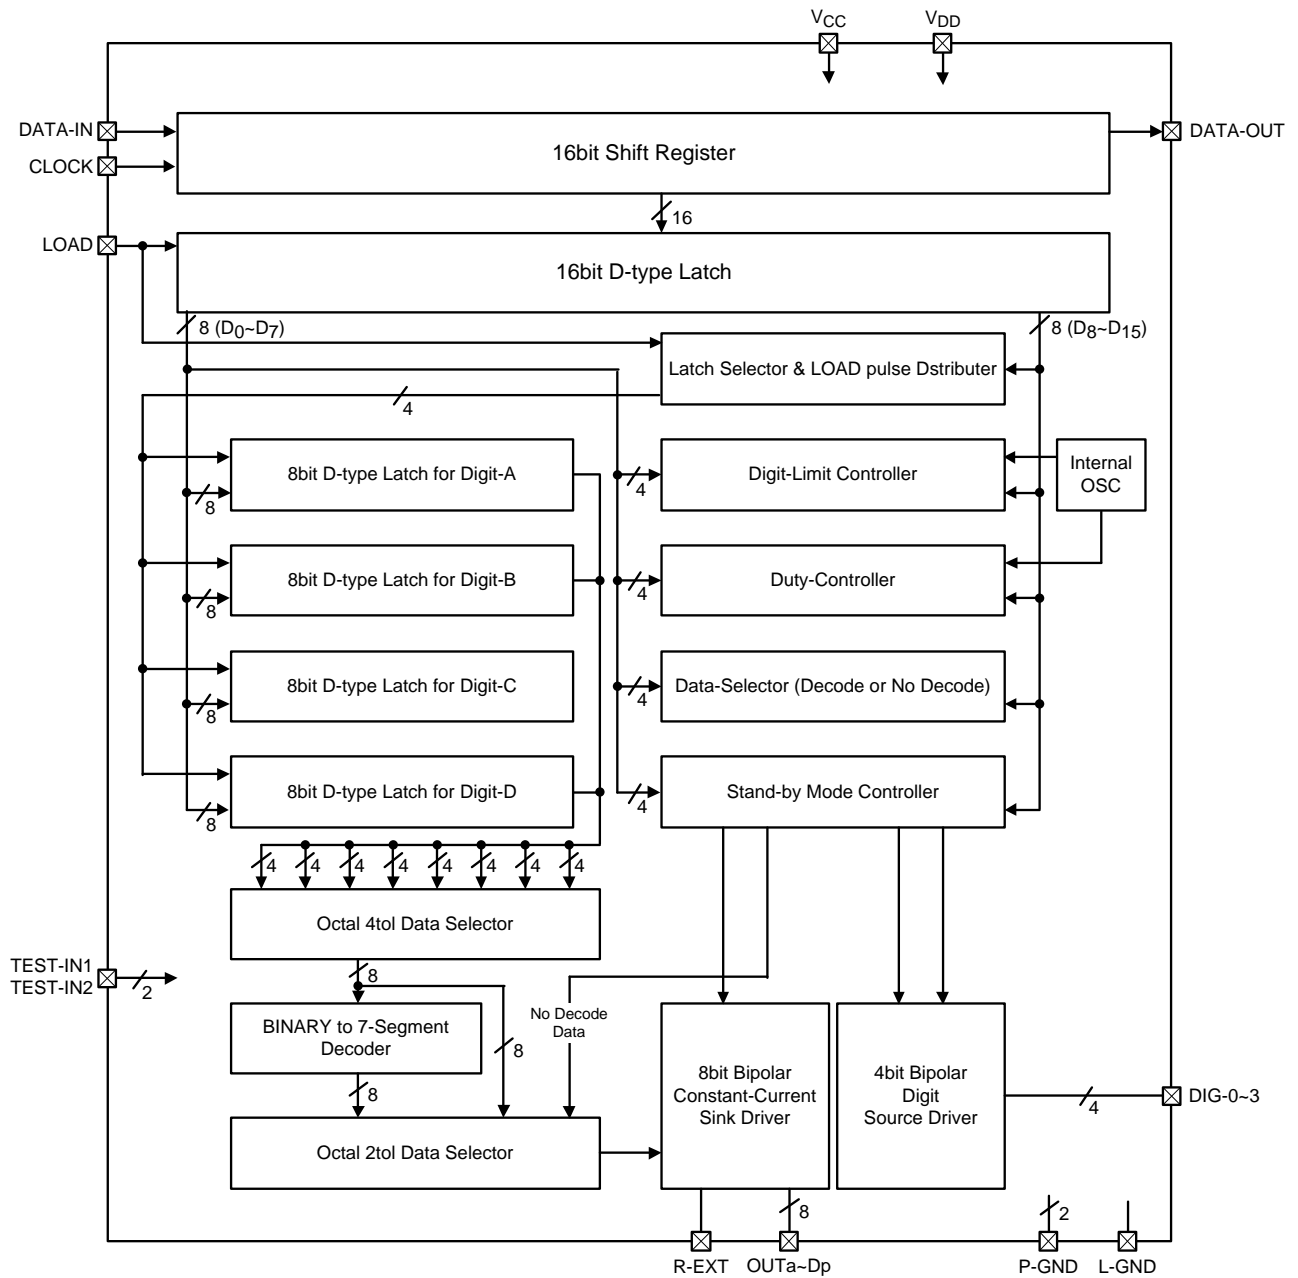 VCC
VDD
DATA-IN
16bit Shift Register
DATA-OUT
CLOCK
16
LOAD
16bit D-type Latch
8 (D0~D7)
8 (D8~D15)
Latch Selector & LOAD pulse Dstributer
4
8bit D-type Latch for Digit-A
8
Digit-Limit Controller
4
Internal
OSC
8bit D-type Latch for Digit-B
8
Duty-Controller
4
8bit D-type Latch for Digit-C
8
Data-Selector (Decode or No Decode)
4
8bit D-type Latch for Digit-D
8
Stand-by Mode Controller
4
4
4
4
4
4
4
4
4
Octal 4tol Data Selector
TEST-IN1
TEST-IN2
2
8
BINARY to 7-Segment
Decoder
8
No Decode
Data
8
Octal 2tol Data Selector
8bit Bipolar
Constant-Current
Sink Driver
4bit Bipolar
Digit
Source Driver
4
DIG-0~3
8
2
R-EXT
OUTa~Dp
P-GND
L-GND